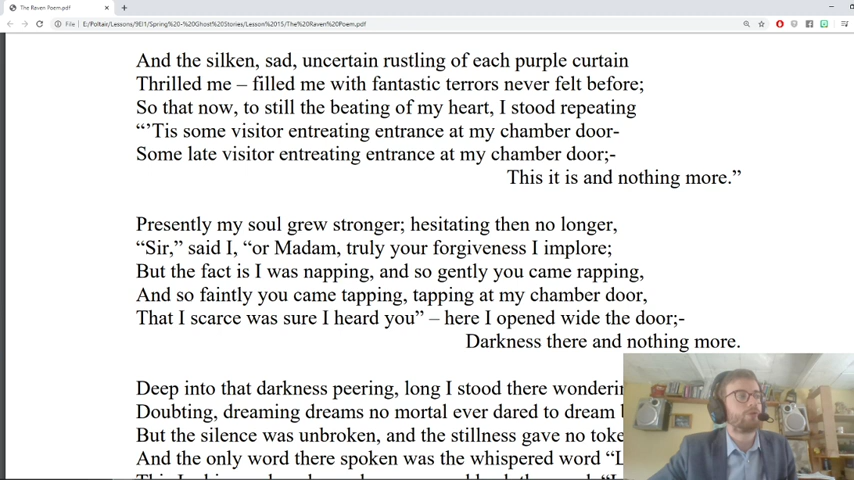 The Raven Poem.pdf
File | E:/Poltair/Lessons/9EI1/Spring%20-%20Ghost%20Stories/Lesson%2015/The%20Raven%20Poem.pdf
And the silken, sad, uncertain rustling of each purple curtain
Thrilled me – filled me with fantastic terrors never felt before;
So that now, to still the beating of my heart, I stood repeating
“’Tis some visitor entreating entrance at my chamber door-
Some late visitor entreating entrance at my chamber door;-
This it is and nothing more.”
Presently my soul grew stronger; hesitating then no longer,
“Sir,” said I, “or Madam, truly your forgiveness I implore;
But the fact is I was napping, and so gently you came rapping,
And so faintly you came tapping, tapping at my chamber door,
That I scarce was sure I heard you” – here I opened wide the door;-
Darkness there and nothing more.
Deep into that darkness peering, long I stood there
Doubting, dreaming dreams no mortal ever dared to dream
But the silence was unbroken, and the stillness gave no
And the only word there spoken was the whispered word